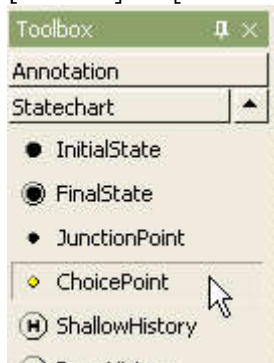 Toolbox
Annotation
Statechart
InitialState
FinalState
JunctionPoint
ChoicePoint
H ShallowHistory